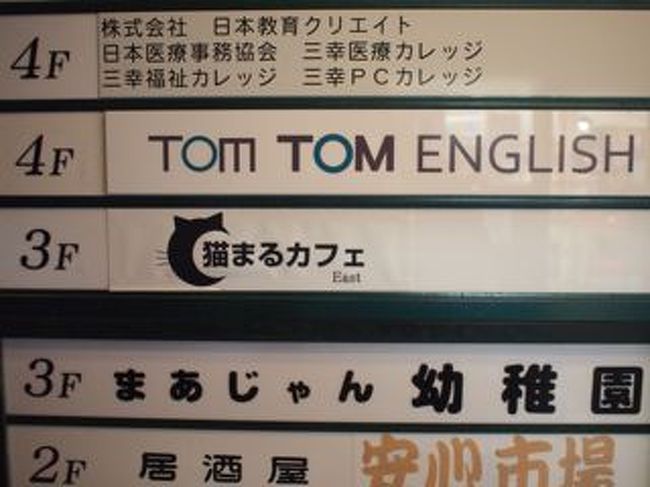 4F
株式会社 日本教育クリエイト
日本医療事務協会 三幸医療カレッジ
三幸福祉カレッジ 三幸PCカレッジ
4F TOM TOM ENGLISH
3F 猫まるカフェ
East
3F まあじゃん 幼稚園
2F 居酒屋 安心市場